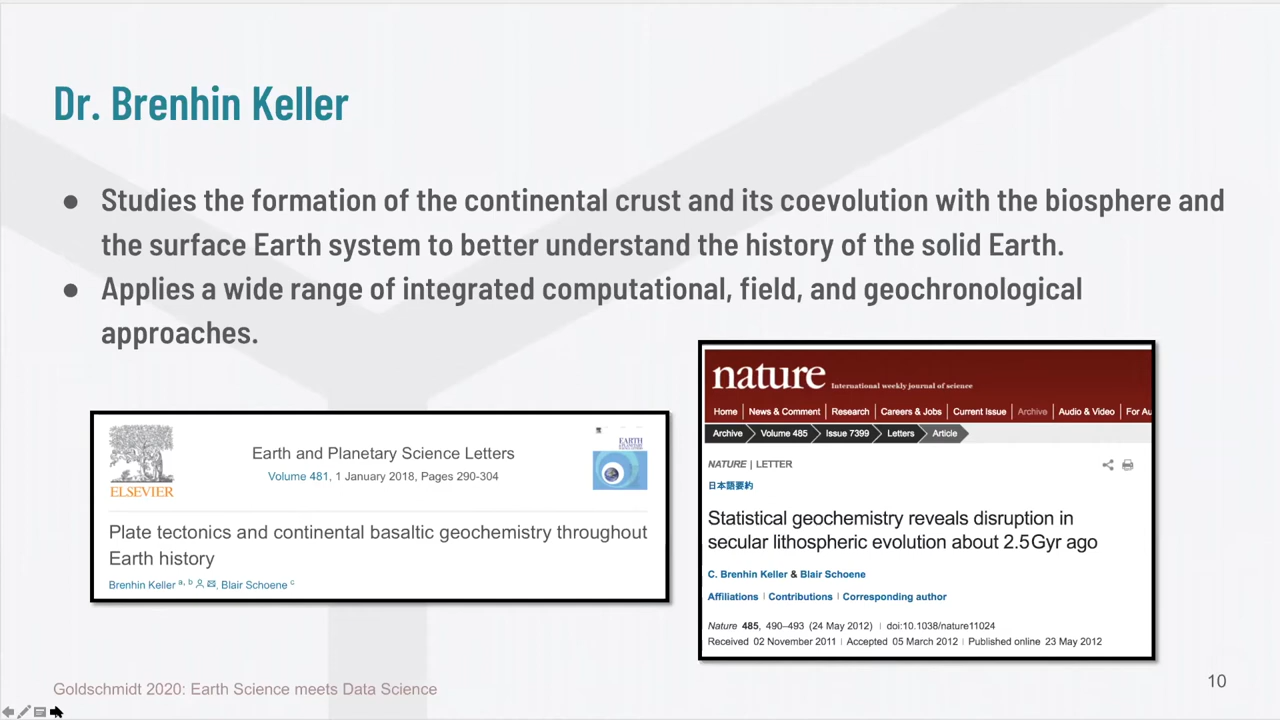 Dr. Brenhin Keller
● Studies the formation of the continental crust and its coevolution with the biosphere and
the surface Earth system to better understand the history of the solid Earth.
● Applies a wide range of integrated computational, field, and geochronological
approaches.
ELSEVIER
Earth and Planetary Science Letters
Volume 481, 1 January 2018, Pages 290-304
EARTH
Plate tectonics and continental basaltic geochemistry throughout
Earth history
Brenhin Keller a, b, Blair Schoene c
nature International weekly journal of science
Home | News & Comment | Research | Careers & Jobs | Current Issue | Archive | Audio & Video | For Au
Archive Volume 485 Issue 7399 Letters Article
NATURE | LETTER
日本語要約
Statistical geochemistry reveals disruption in
secular lithospheric evolution about 2.5 Gyr ago
C. Brenhin Keller & Blair Schoene
Affiliations | Contributions | Corresponding author
Nature 485, 490–493 (24 May 2012) | doi:10.1038/nature11024
Received 02 November 2011 | Accepted 05 March 2012 | Published online 23 May 2012
Goldschmidt 2020: Earth Science meets Data Science
10